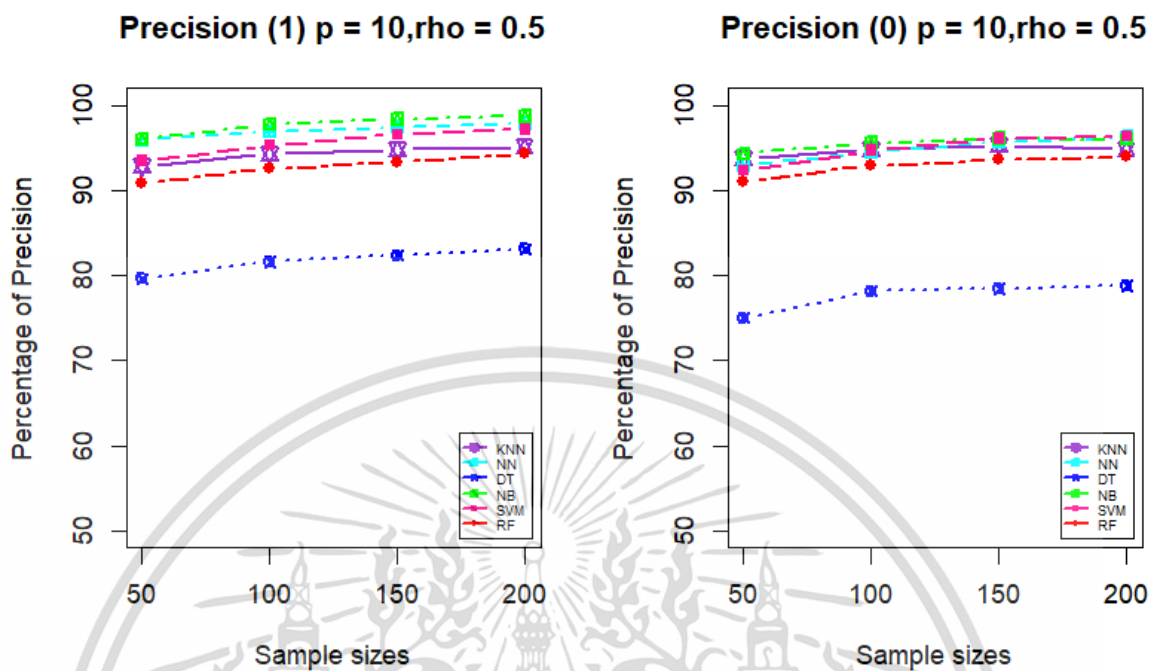 Precision (1) p = 10,rho = 0.5
Percentage of Precision
100
90
80
70
60
50
KNN
NN
DT
NB
SVM
RF
50 100 150 200
Sample sizes
Precision (0) p = 10,rho = 0.5
Percentage of Precision
100
90
80
70
60
50
KNN
NN
DT
NB
SVM
RF
50 100 150 200
Sample sizes